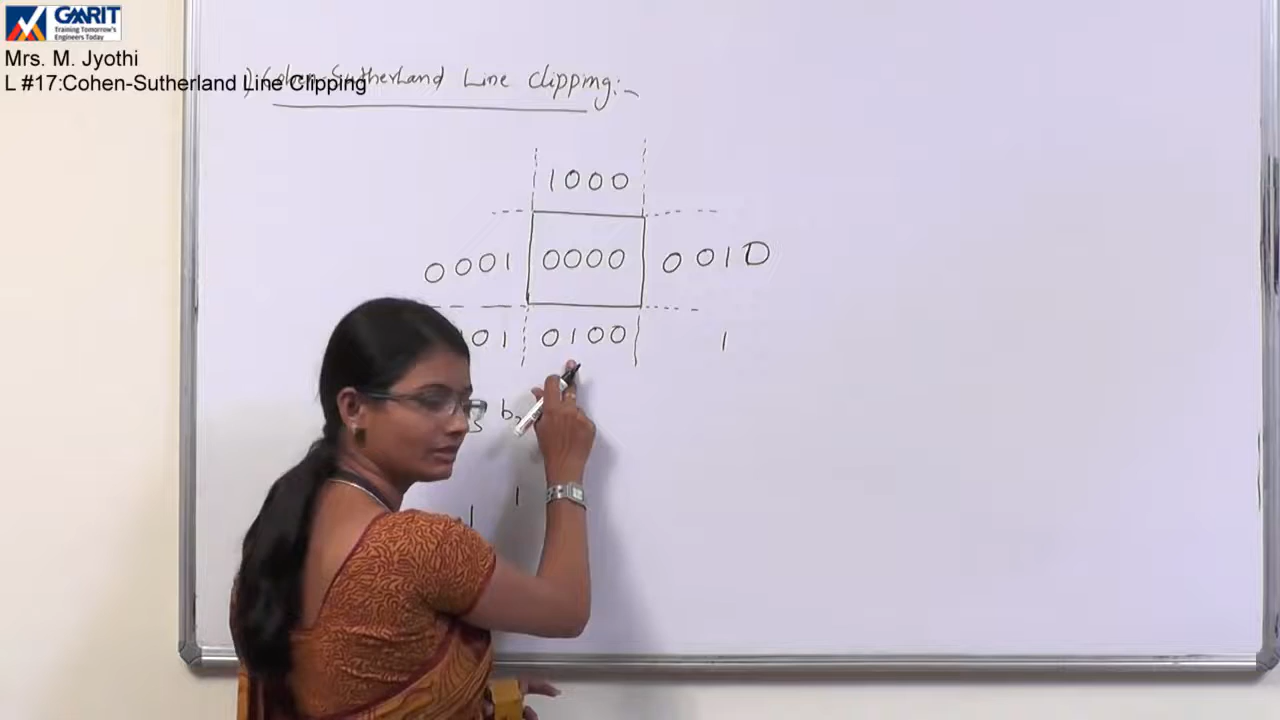 GMRIT
Training Tomorrow's
Engineers Today
Mrs. M. Jyothi
L #17:Cohen-Sutherland Line Clipping
) Cohen-Sutherland Line Clipping:-
1000
0001 0000 0010
01 0100 1
b
1